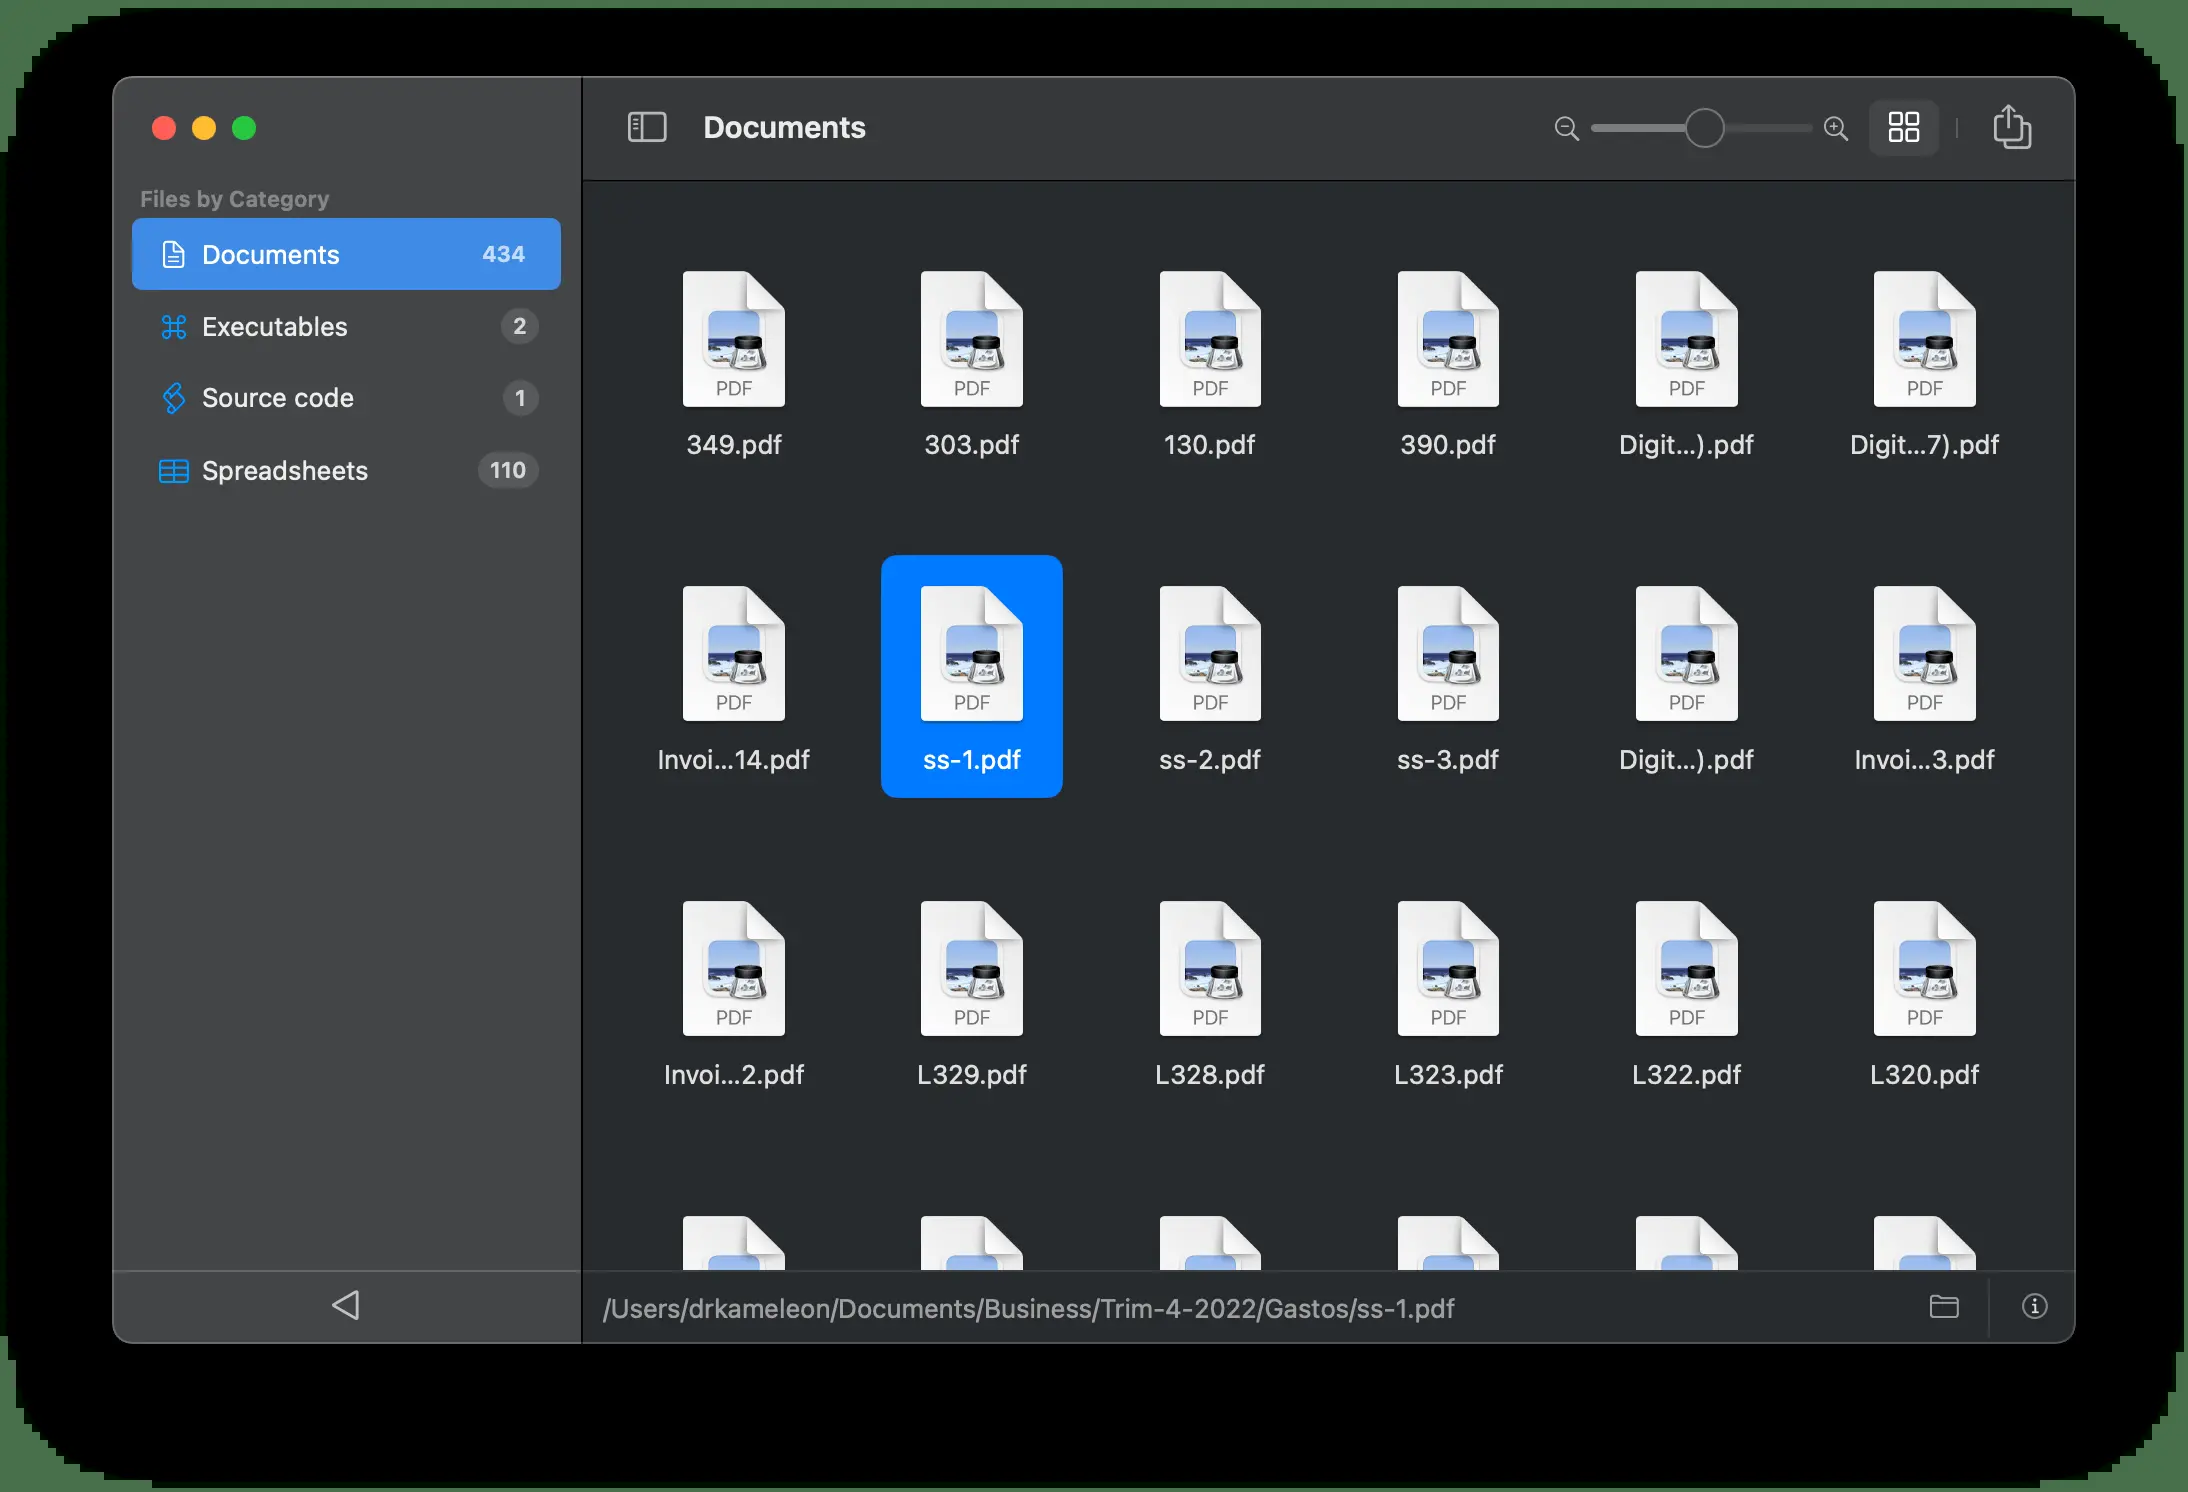 Documents
Files by Category
Documents 434
Executables 2
Source code 1
Spreadsheets 110
PDF PDF PDF PDF PDF PDF
349.pdf 303.pdf 130.pdf 390.pdf Digit...).pdf Digit...7).pdf
PDF PDF PDF PDF PDF PDF
Invoi...14.pdf ss-1.pdf ss-2.pdf ss-3.pdf Digit...).pdf Invoi...3.pdf
PDF PDF PDF PDF PDF PDF
Invoi...2.pdf L329.pdf L328.pdf L323.pdf L322.pdf L320.pdf
/Users/drkameleon/Documents/Business/Trim-4-2022/Gastos/ss-1.pdf